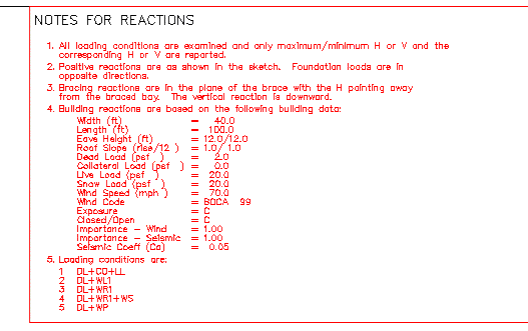 NOTES FOR REACTIONS
1. All loading conditions are examined and only maximum/minimum H or V and the
corresponding H or V are reported.
2. Positive reactions are as shown in the sketch. Foundation loads are in
opposite directions.
3. Bracing reactions are in the plane of the brace with the H pointing away
from the braced bay. The vertical reaction is downward.
4. Building reactions are based on the following building data:
Width (ft) = 40.0
Length (ft) = 100.0
Eave Height (ft) = 12.0/12.0
Roof Slope (rise/12 ) = 1.0/ 1.0
Dead Load (psf ) = 2.0
Collateral Load (psf ) = 0.0
Live Load (psf ) = 20.0
Snow Load (psf ) = 20.0
Wind Speed (mph ) = 70.0
Wind Code = BOCA 99
Exposure = C
Closed/Open = C
Importance - Wind = 1.00
Importance - Seismic = 1.00
Seismic Coeff (Ca) = 0.05
5. Loading conditions are:
1 DL+CO+LL
2 DL+WL1
3 DL+WR1
4 DL+WR1+WS
5 DL+WP